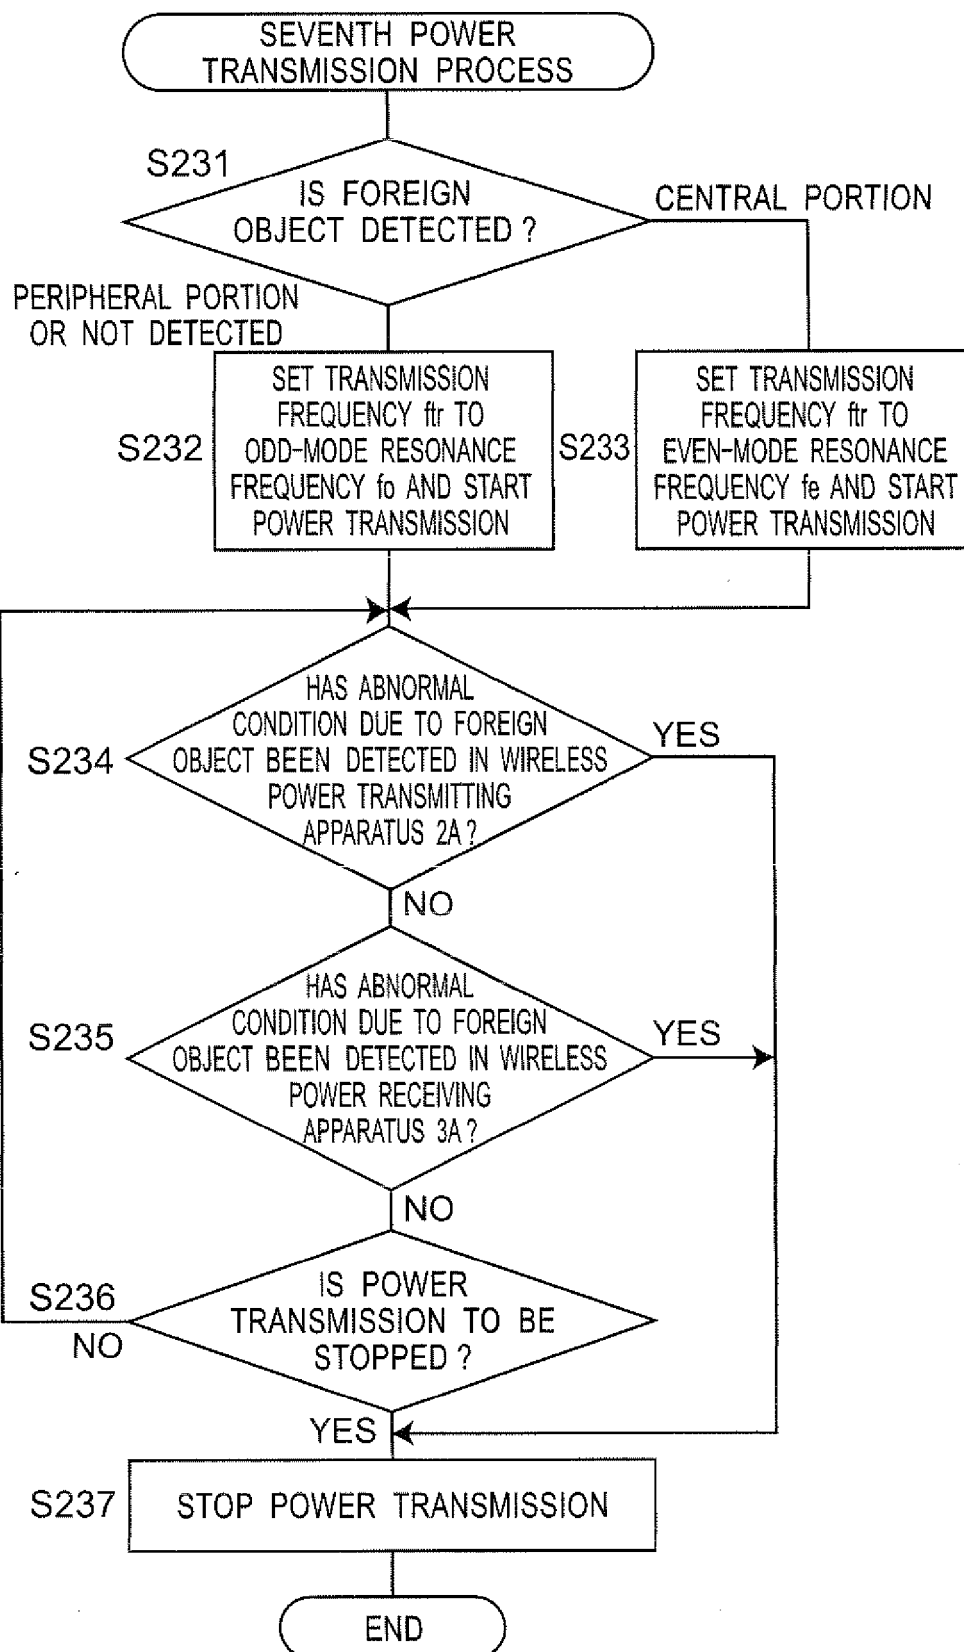 SEVENTH POWER
TRANSMISSION PROCESS
S231
IS FOREIGN
OBJECT DETECTED?
CENTRAL PORTION
PERIPHERAL PORTION
OR NOT DETECTED
S232
SET TRANSMISSION
FREQUENCY ftr TO
ODD-MODE RESONANCE
FREQUENCY fo AND START
POWER TRANSMISSION
S233
SET TRANSMISSION
FREQUENCY ftr TO
EVEN-MODE RESONANCE
FREQUENCY fe AND START
POWER TRANSMISSION
S234
HAS ABNORMAL
CONDITION DUE TO FOREIGN
OBJECT BEEN DETECTED IN WIRELESS
POWER TRANSMITTING
APPARATUS 2A?
YES
NO
S235
HAS ABNORMAL
CONDITION DUE TO FOREIGN
OBJECT BEEN DETECTED IN WIRELESS
POWER RECEIVING
APPARATUS 3A?
YES
NO
S236
IS POWER
TRANSMISSION TO BE
STOPPED?
NO
YES
S237
STOP POWER TRANSMISSION
END